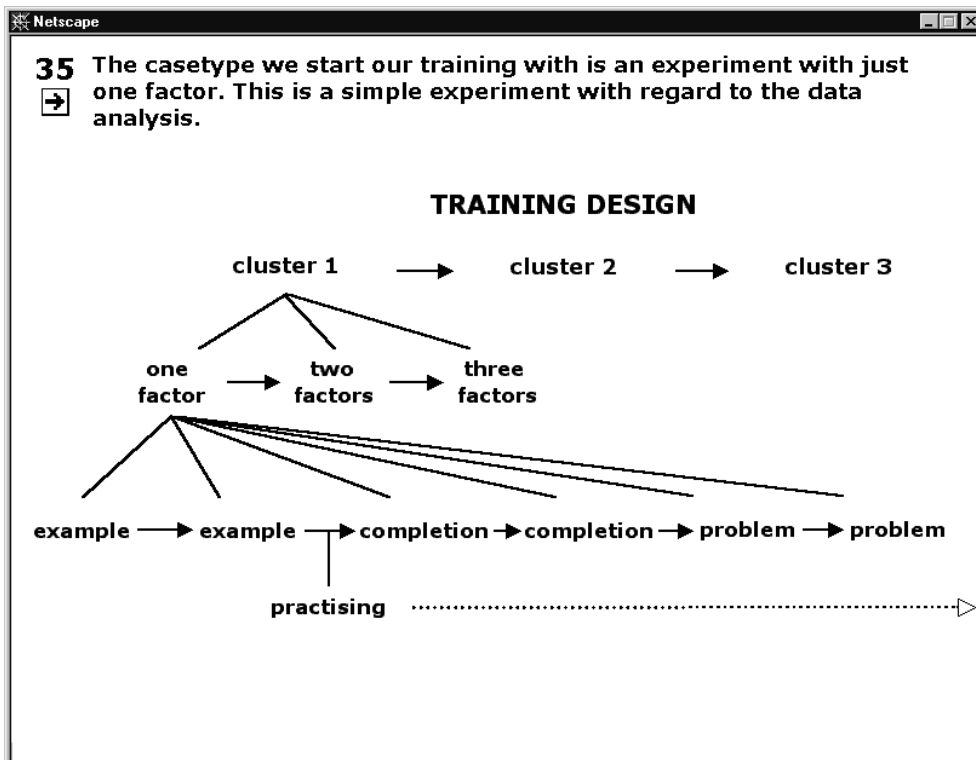 Netscape
35 The casetype we start our training with is an experiment with just
one factor. This is a simple experiment with regard to the data
analysis.
TRAINING DESIGN
cluster 1 cluster 2 cluster 3
one two three
factor factors factors
example example completion completion problem problem
practising